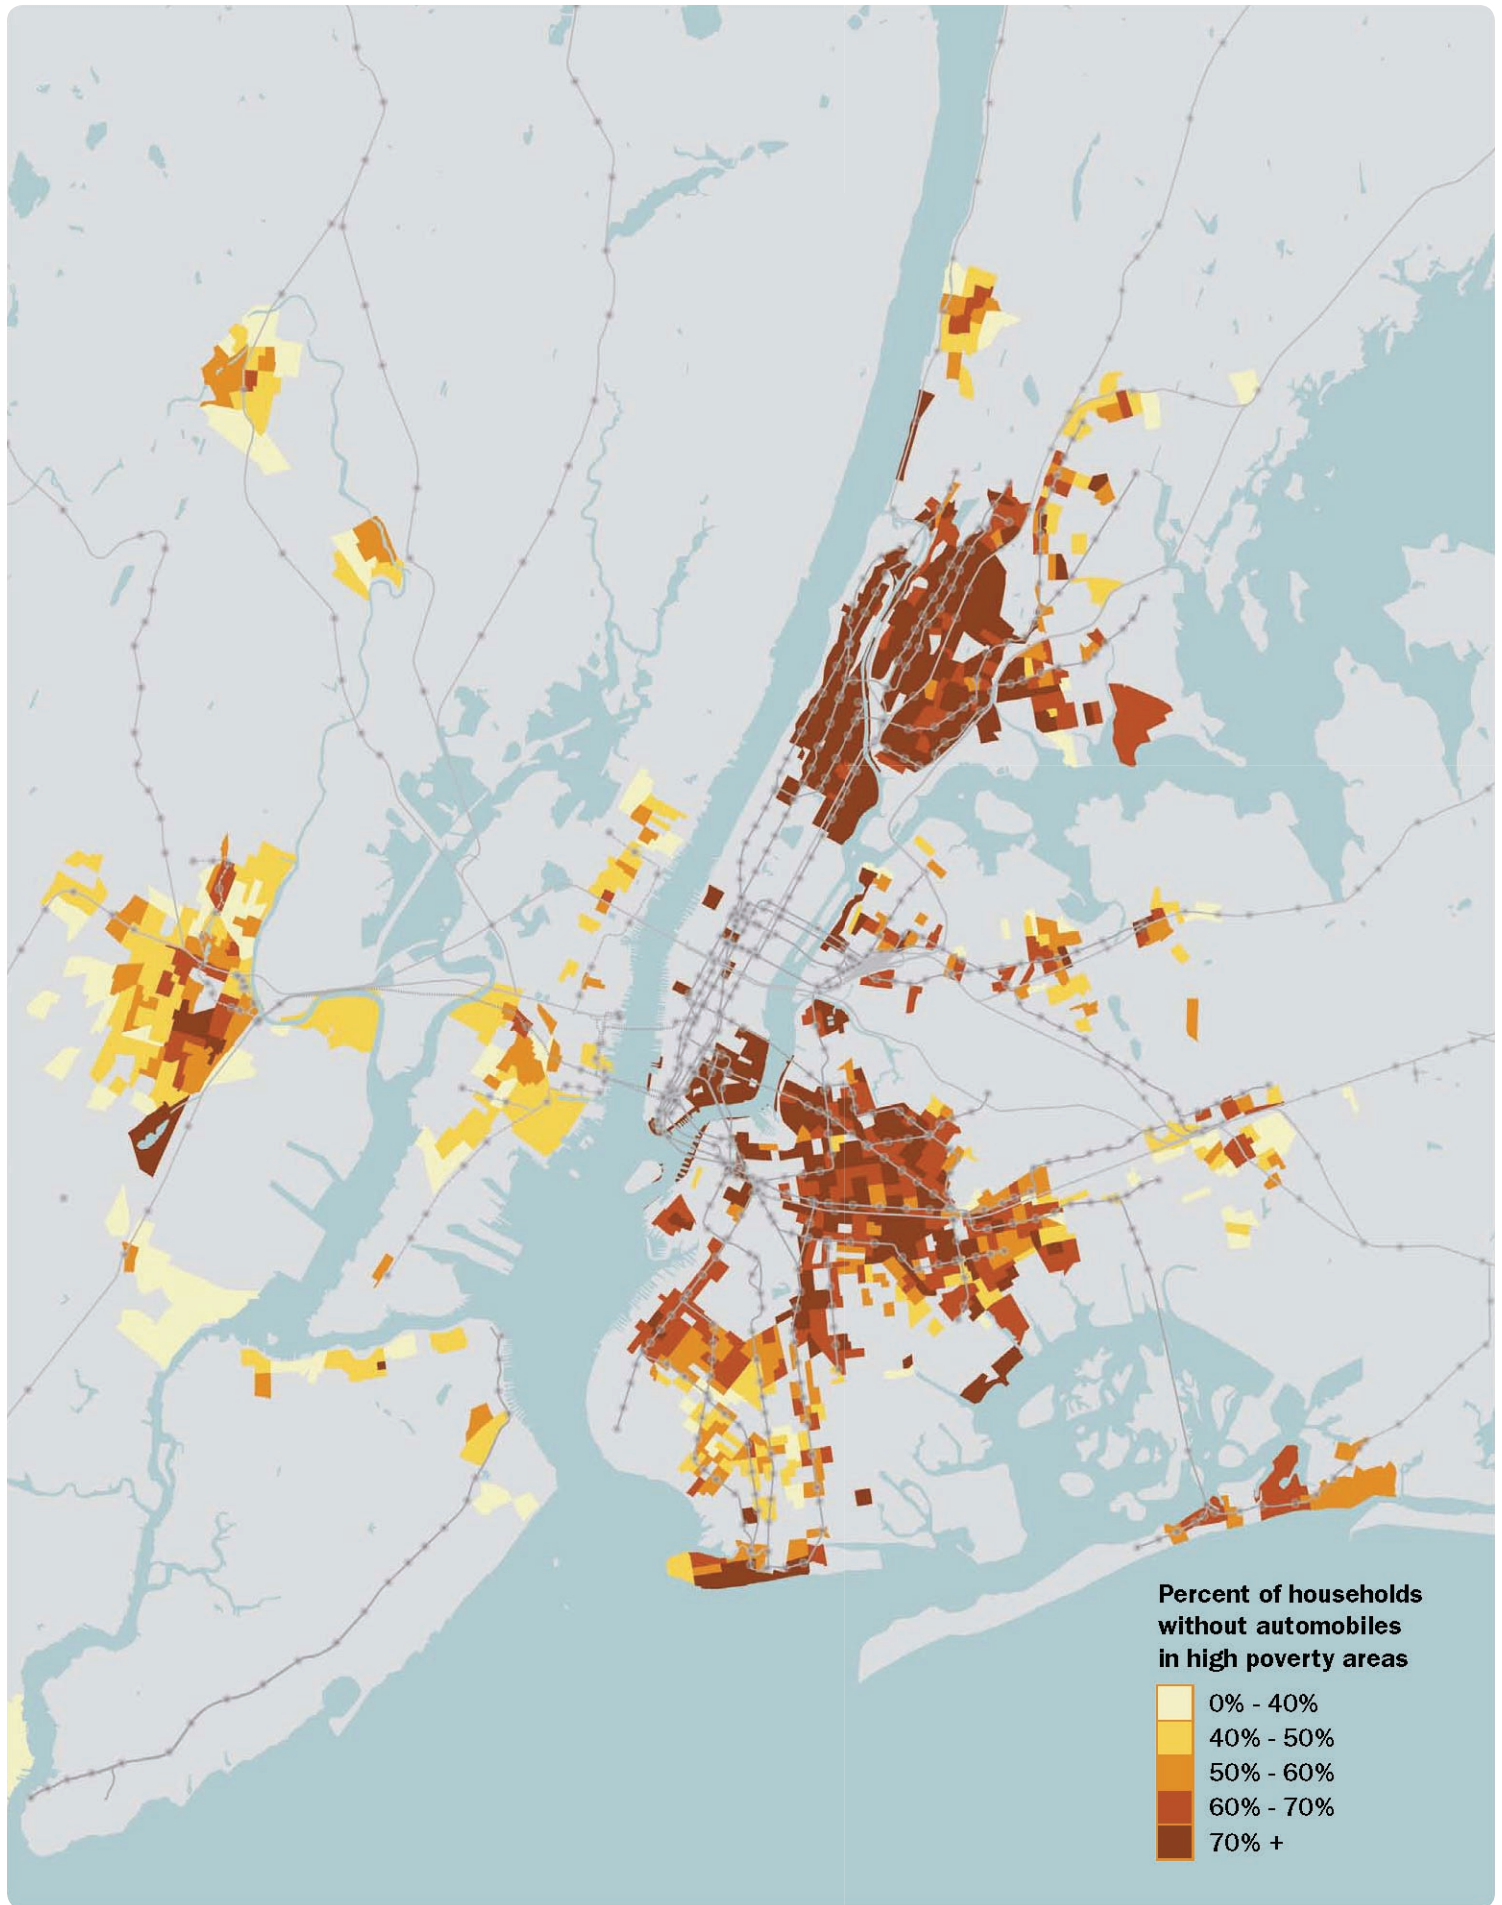 Percent of households
without automobiles
in high poverty areas
0% - 40%
40% - 50%
50% - 60%
60% - 70%
70% +